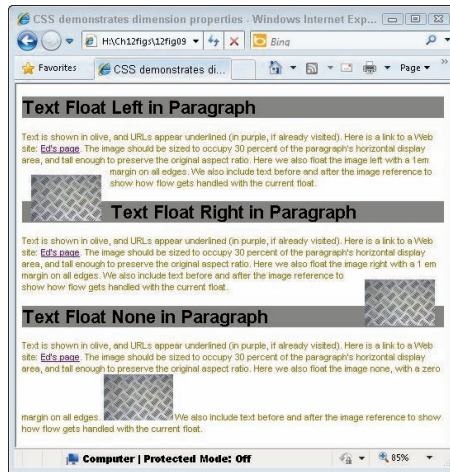 CSS demonstrates dimension properties - Windows Internet Exp...
H:\Ch12figs\12fig09
Bing
Favorites CSS demonstrates di... Page
Text Float Left in Paragraph
Text is shown in olive, and URLs appear underlined (in purple, if already visited). Here is a link to a Web
site: Ed's page. The image should be sized to occupy 30 percent of the paragraph's horizontal display
area, and tall enough to preserve the original aspect ratio. Here we also float the image left with a 1em
margin on all edges. We also include text before and after the image reference to
show how flow gets handled with the current float.
Text Float Right in Paragraph
Text is shown in olive, and URLs appear underlined (in purple, if already visited). Here is a link to a Web
site: Ed's page. The image should be sized to occupy 30 percent of the paragraph's horizontal display
area, and tall enough to preserve the original aspect ratio. Here we also float the image right with a 1 em
margin on all edges. We also include text before and after the image reference to
show how flow gets handled with the current float.
Text Float None in Paragraph
Text is shown in olive, and URLs appear underlined (in purple, if already visited). Here is a link to a Web
site: Ed's page. The image should be sized to occupy 30 percent of the paragraph's horizontal display
area, and tall enough to preserve the original aspect ratio. Here we also float the image none, with a zero
margin on all edges. We also include text before and after the image reference to show
how flow gets handled with the current float.
Computer | Protected Mode: Off 85%